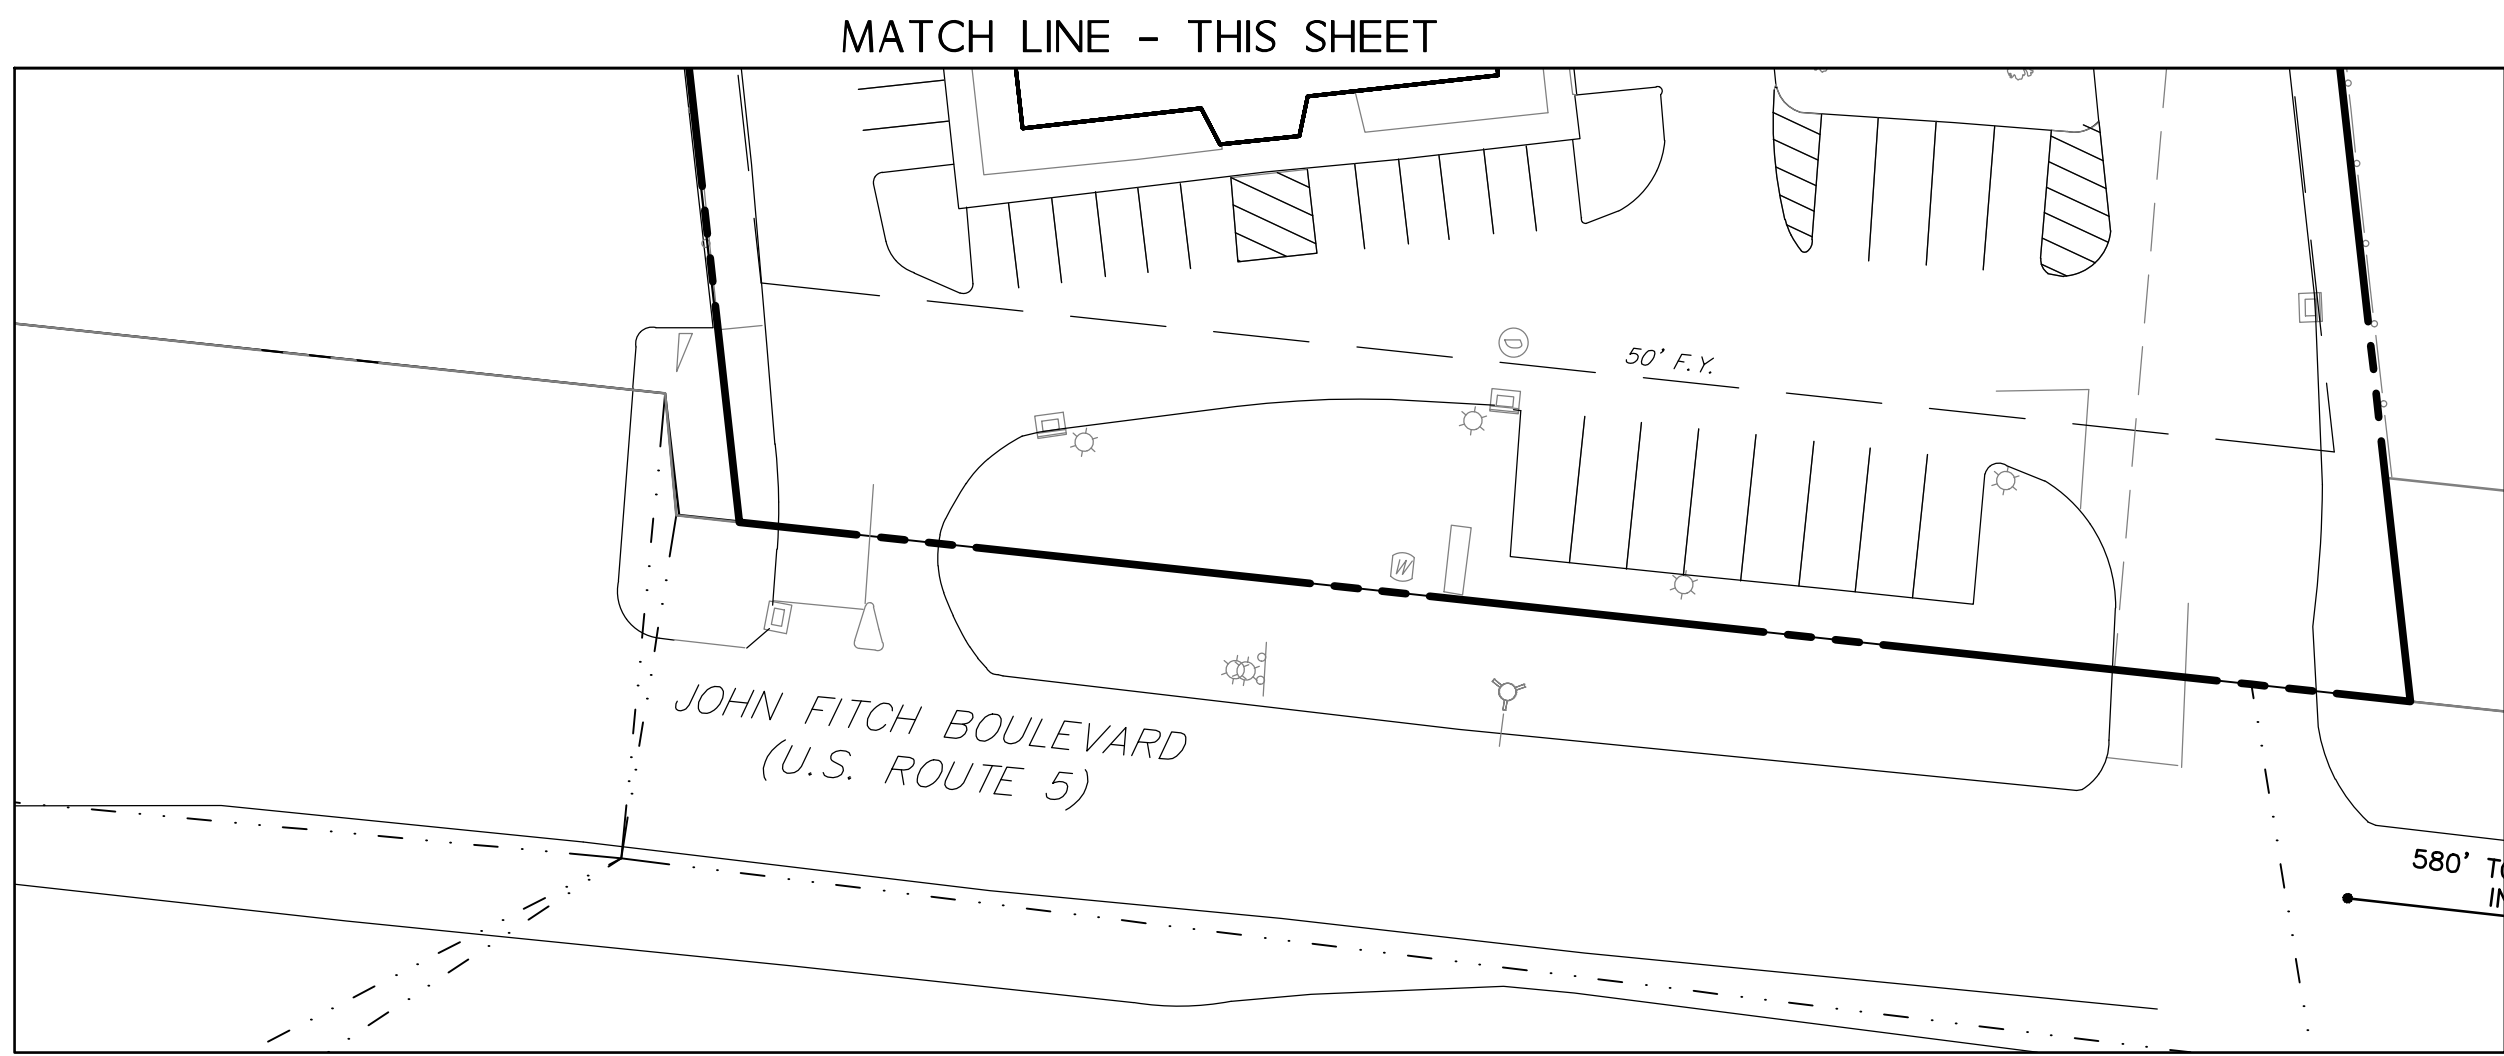 MATCH LINE - THIS SHEET
50' F.Y.
W
JOHN FITCH BOULEVARD
(U.S. ROUTE 5)
580'